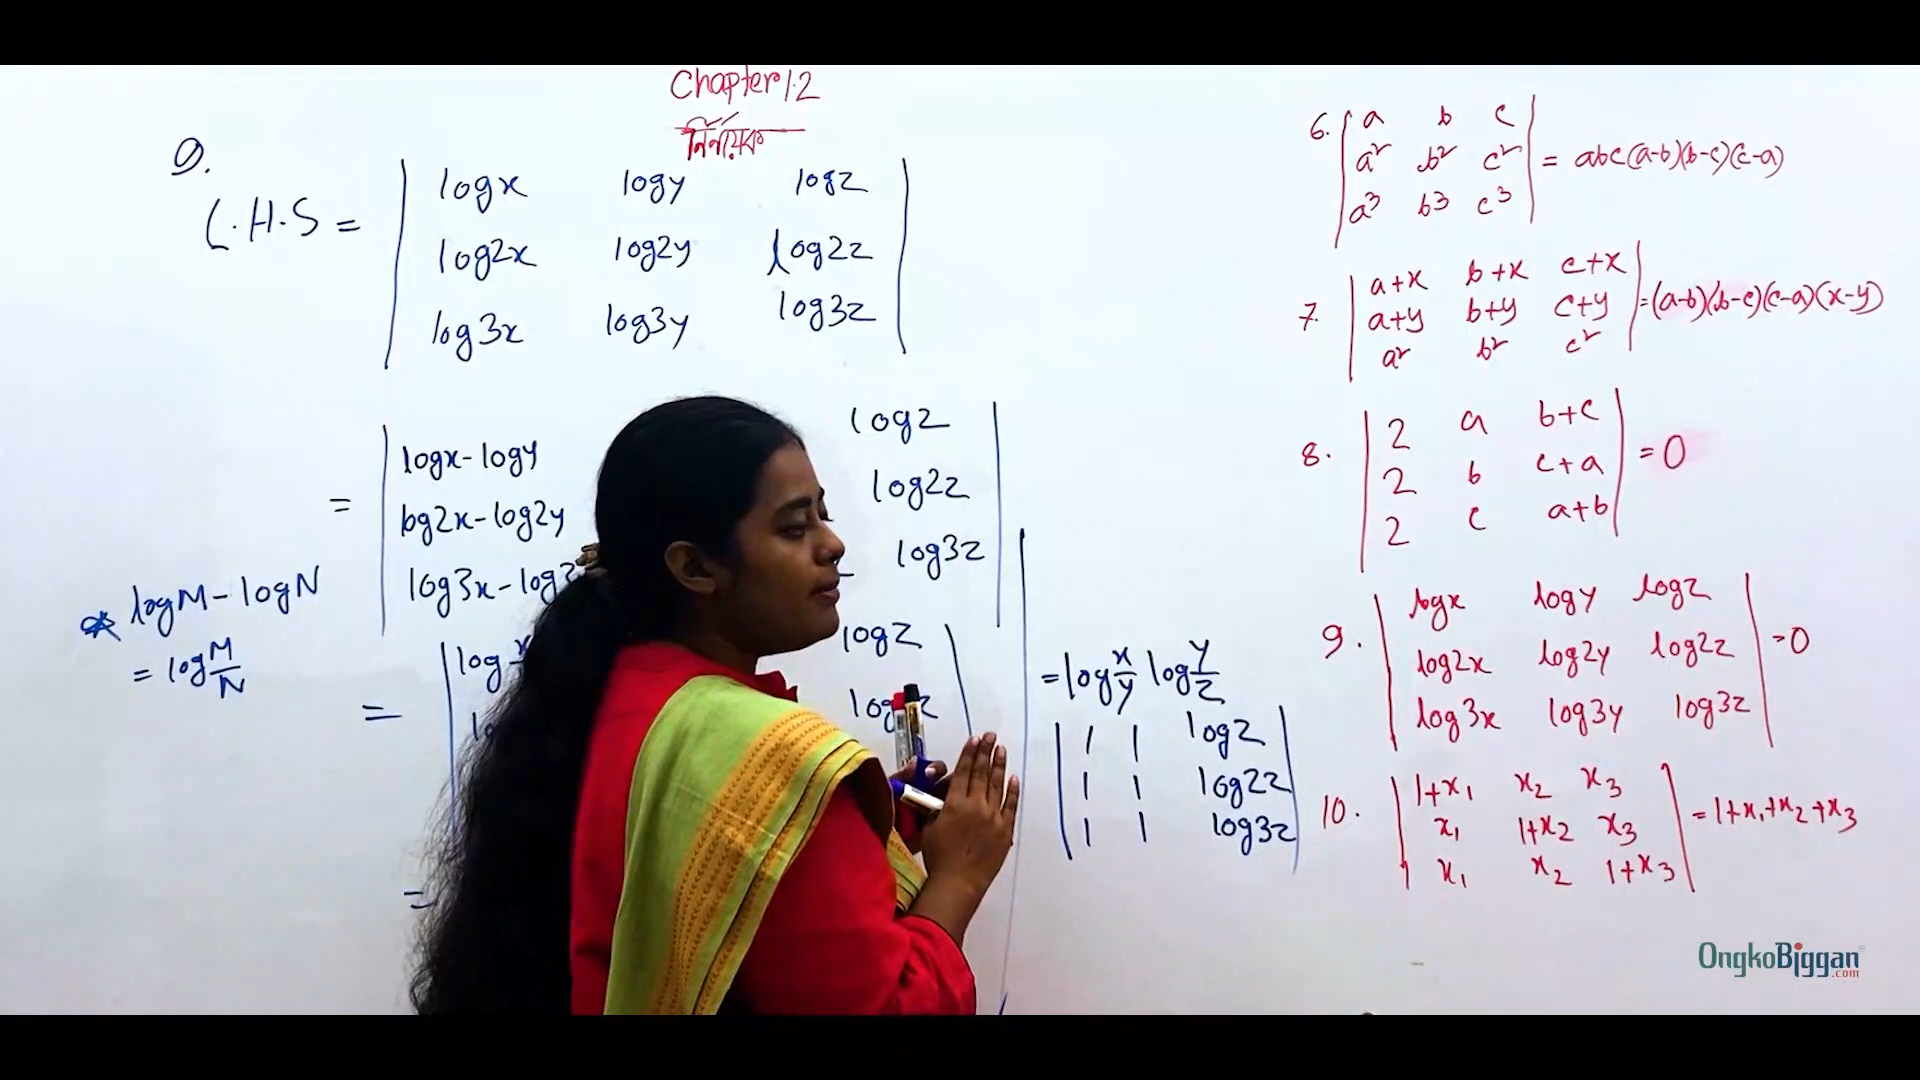 Chapter 1.2
নির্নায়ক
9.
L.H.S = | logx logy logz |
| log2x log2y log2z |
| log3x log3y log3z |
= | logx-logy logz |
| log2x-log2y log2z |
| log3x-log3 log3z |
* logM-logN
= log M/N
= | log x logz |
=
= log x/y log y/z
| 1 1 logz |
| 1 1 log2z |
| 1 1 log3z |
6. | a b c |
| a² b² c² | = abc(a-b)(b-c)(c-a)
| a³ b³ c³ |
7. | a+x b+x c+x |
| a+y b+y c+y | =(a-b)(b-c)(c-a)(x-y)
| a² b² c² |
8. | 2 a b+c |
| 2 b c+a | = 0
| 2 c a+b |
9. | logx logy logz |
| log2x log2y log2z | =0
| log3x log3y log3z |
10. | 1+x₁ x₂ x₃ |
| x₁ 1+x₂ x₃ | = 1+x₁+x₂+x₃
| x₁ x₂ 1+x₃ |
OngkoBiggan
.com